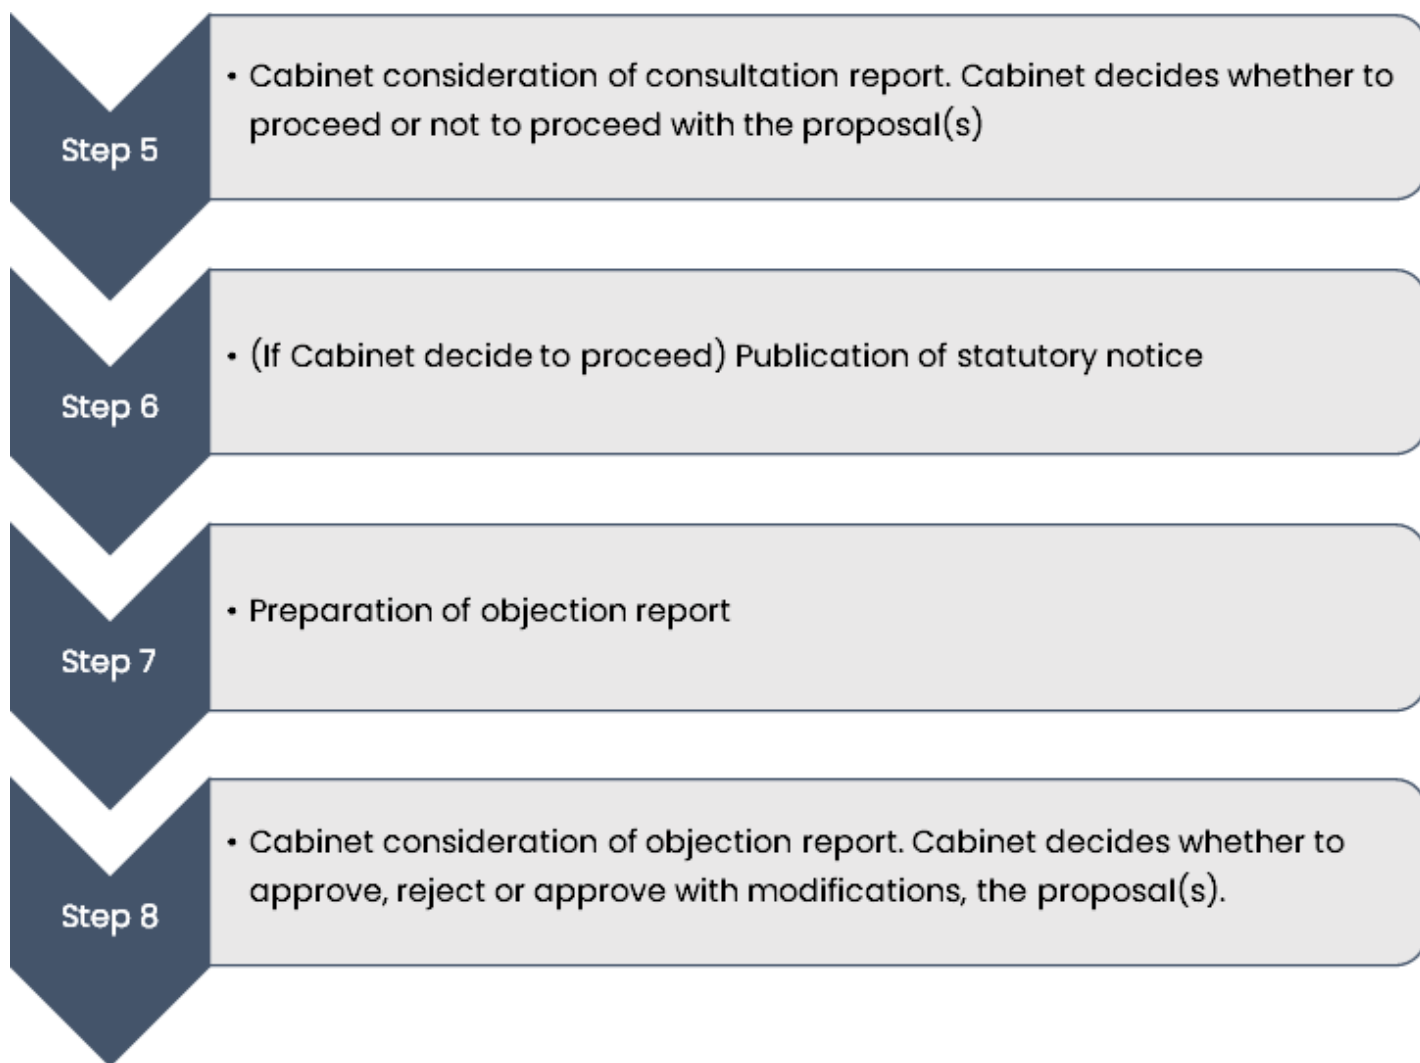 Step 5
• Cabinet consideration of consultation report. Cabinet decides whether to
proceed or not to proceed with the proposal(s)
Step 6
• (If Cabinet decide to proceed) Publication of statutory notice
Step 7
• Preparation of objection report
Step 8
• Cabinet consideration of objection report. Cabinet decides whether to
approve, reject or approve with modifications, the proposal(s).